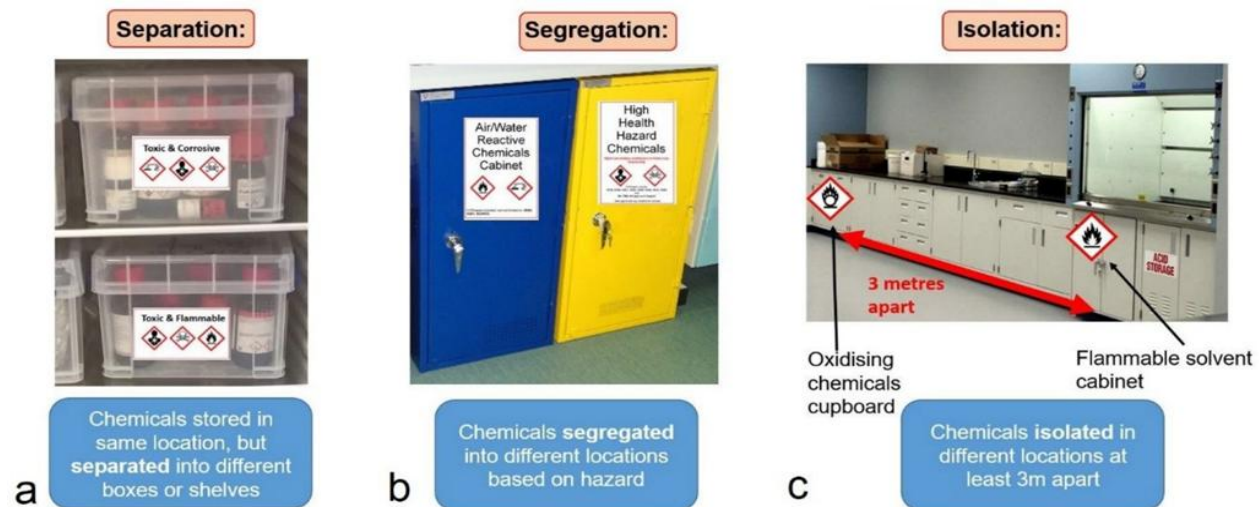 Separation:
Toxic & Corrosive
Toxic & Flammable
Chemicals stored in
same location, but
separated into different
boxes or shelves
a
Segregation:
Air/Water
Reactive
Chemicals
Cabinet
High
Health
Hazard
Chemicals
Chemicals segregated
into different locations
based on hazard
b
Isolation:
ACID
STORAGE
3 metres
apart
Oxidising
chemicals
cupboard
Flammable solvent
cabinet
Chemicals isolated in
different locations at
least 3m apart
c